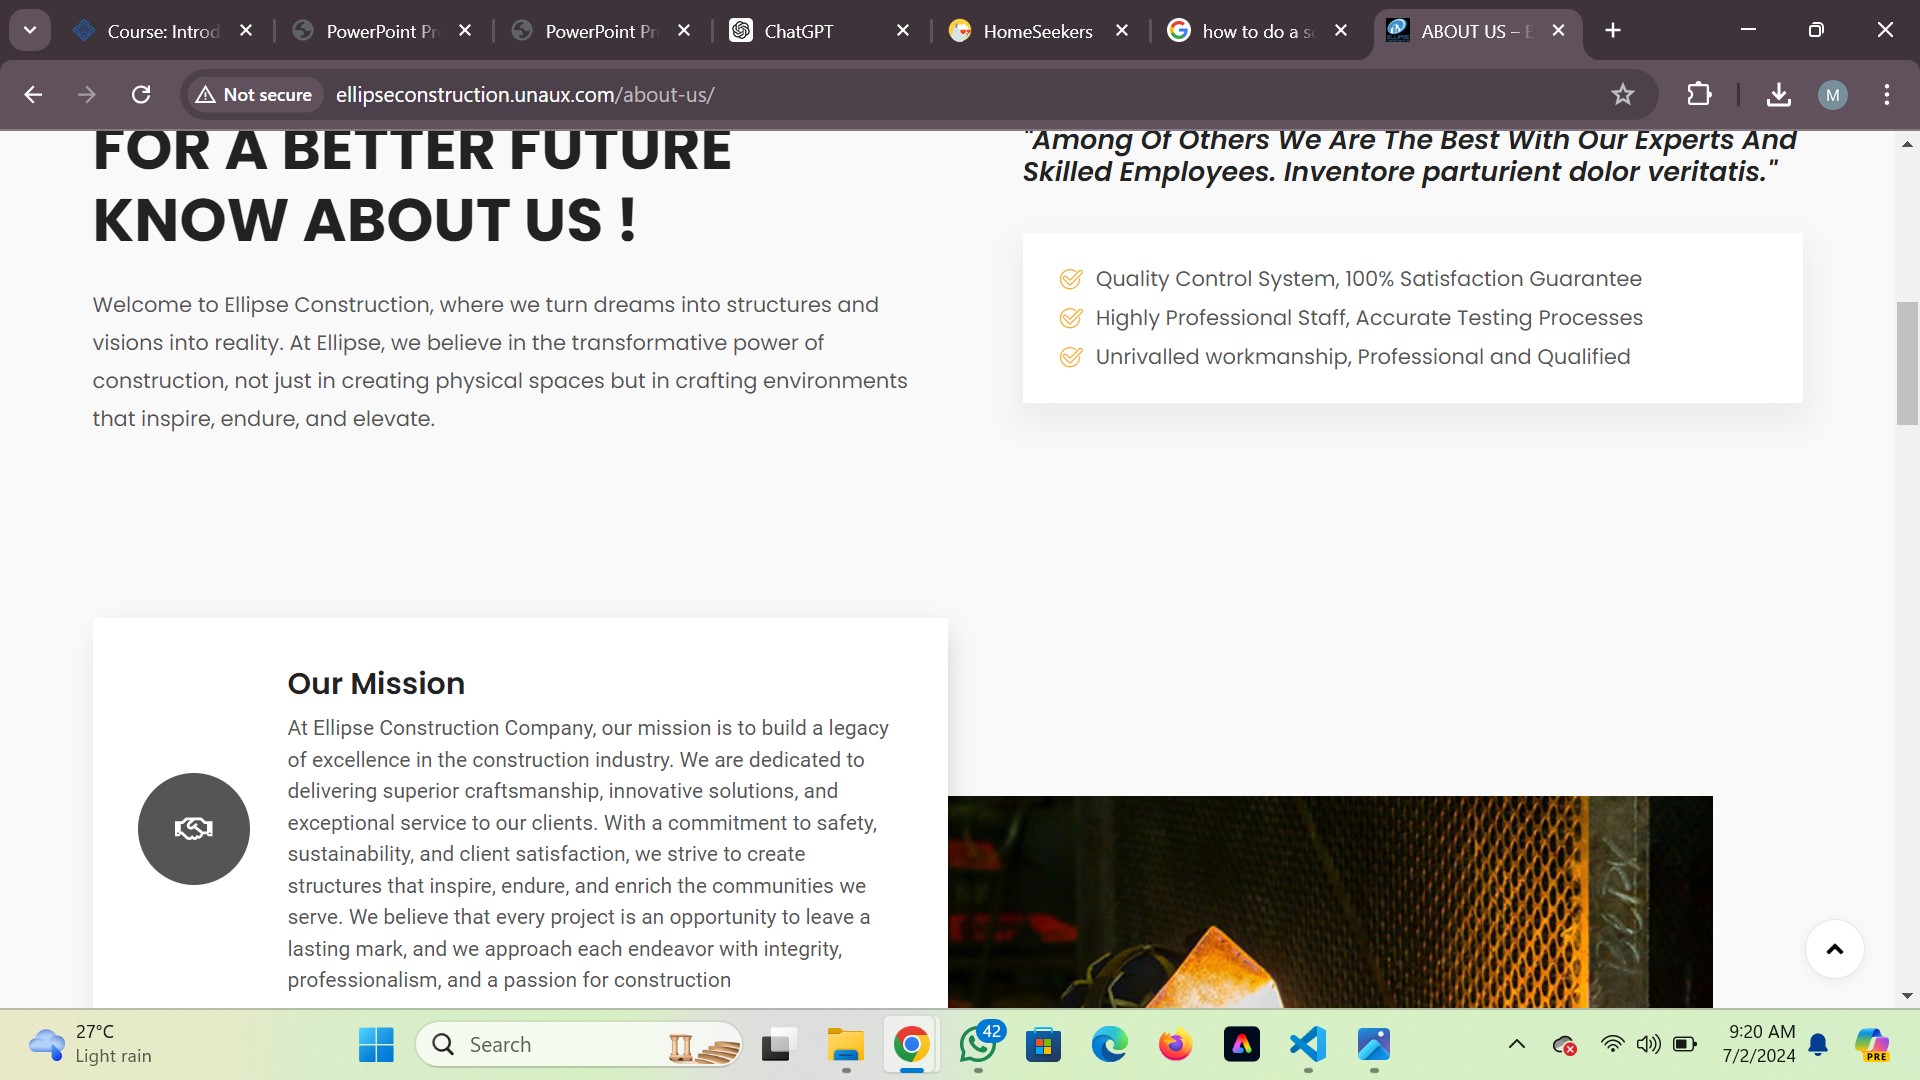 Course: Introd
PowerPoint Pr
PowerPoint Pr
ChatGPT
HomeSeekers
how to do a s
ABOUT US – E
Not secure
ellipseconstruction.unaux.com/about-us/
M
FOR A BETTER FUTURE
KNOW ABOUT US !
Welcome to Ellipse Construction, where we turn dreams into structures and
visions into reality. At Ellipse, we believe in the transformative power of
construction, not just in creating physical spaces but in crafting environments
that inspire, endure, and elevate.
"Among Of Others We Are The Best With Our Experts And
Skilled Employees. Inventore parturient dolor veritatis."
Quality Control System, 100% Satisfaction Guarantee
Highly Professional Staff, Accurate Testing Processes
Unrivalled workmanship, Professional and Qualified
Our Mission
At Ellipse Construction Company, our mission is to build a legacy
of excellence in the construction industry. We are dedicated to
delivering superior craftsmanship, innovative solutions, and
exceptional service to our clients. With a commitment to safety,
sustainability, and client satisfaction, we strive to create
structures that inspire, endure, and enrich the communities we
serve. We believe that every project is an opportunity to leave a
lasting mark, and we approach each endeavor with integrity,
professionalism, and a passion for construction
27°C
Light rain
Search
42
9:20 AM
7/2/2024
PRE